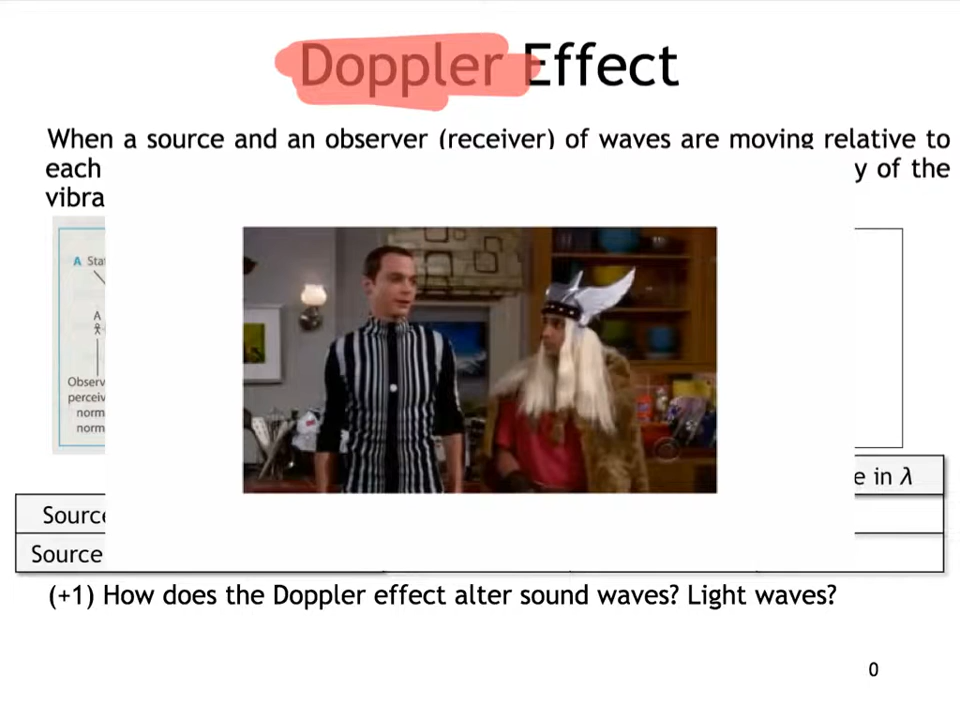 Doppler Effect
When a source and an observer (receiver) of waves are moving relative to
each y of the
vibra
A Sta
A
Observ
perceiv
norm
norm
e in λ
Source
Source
(+1) How does the Doppler effect alter sound waves? Light waves?
0